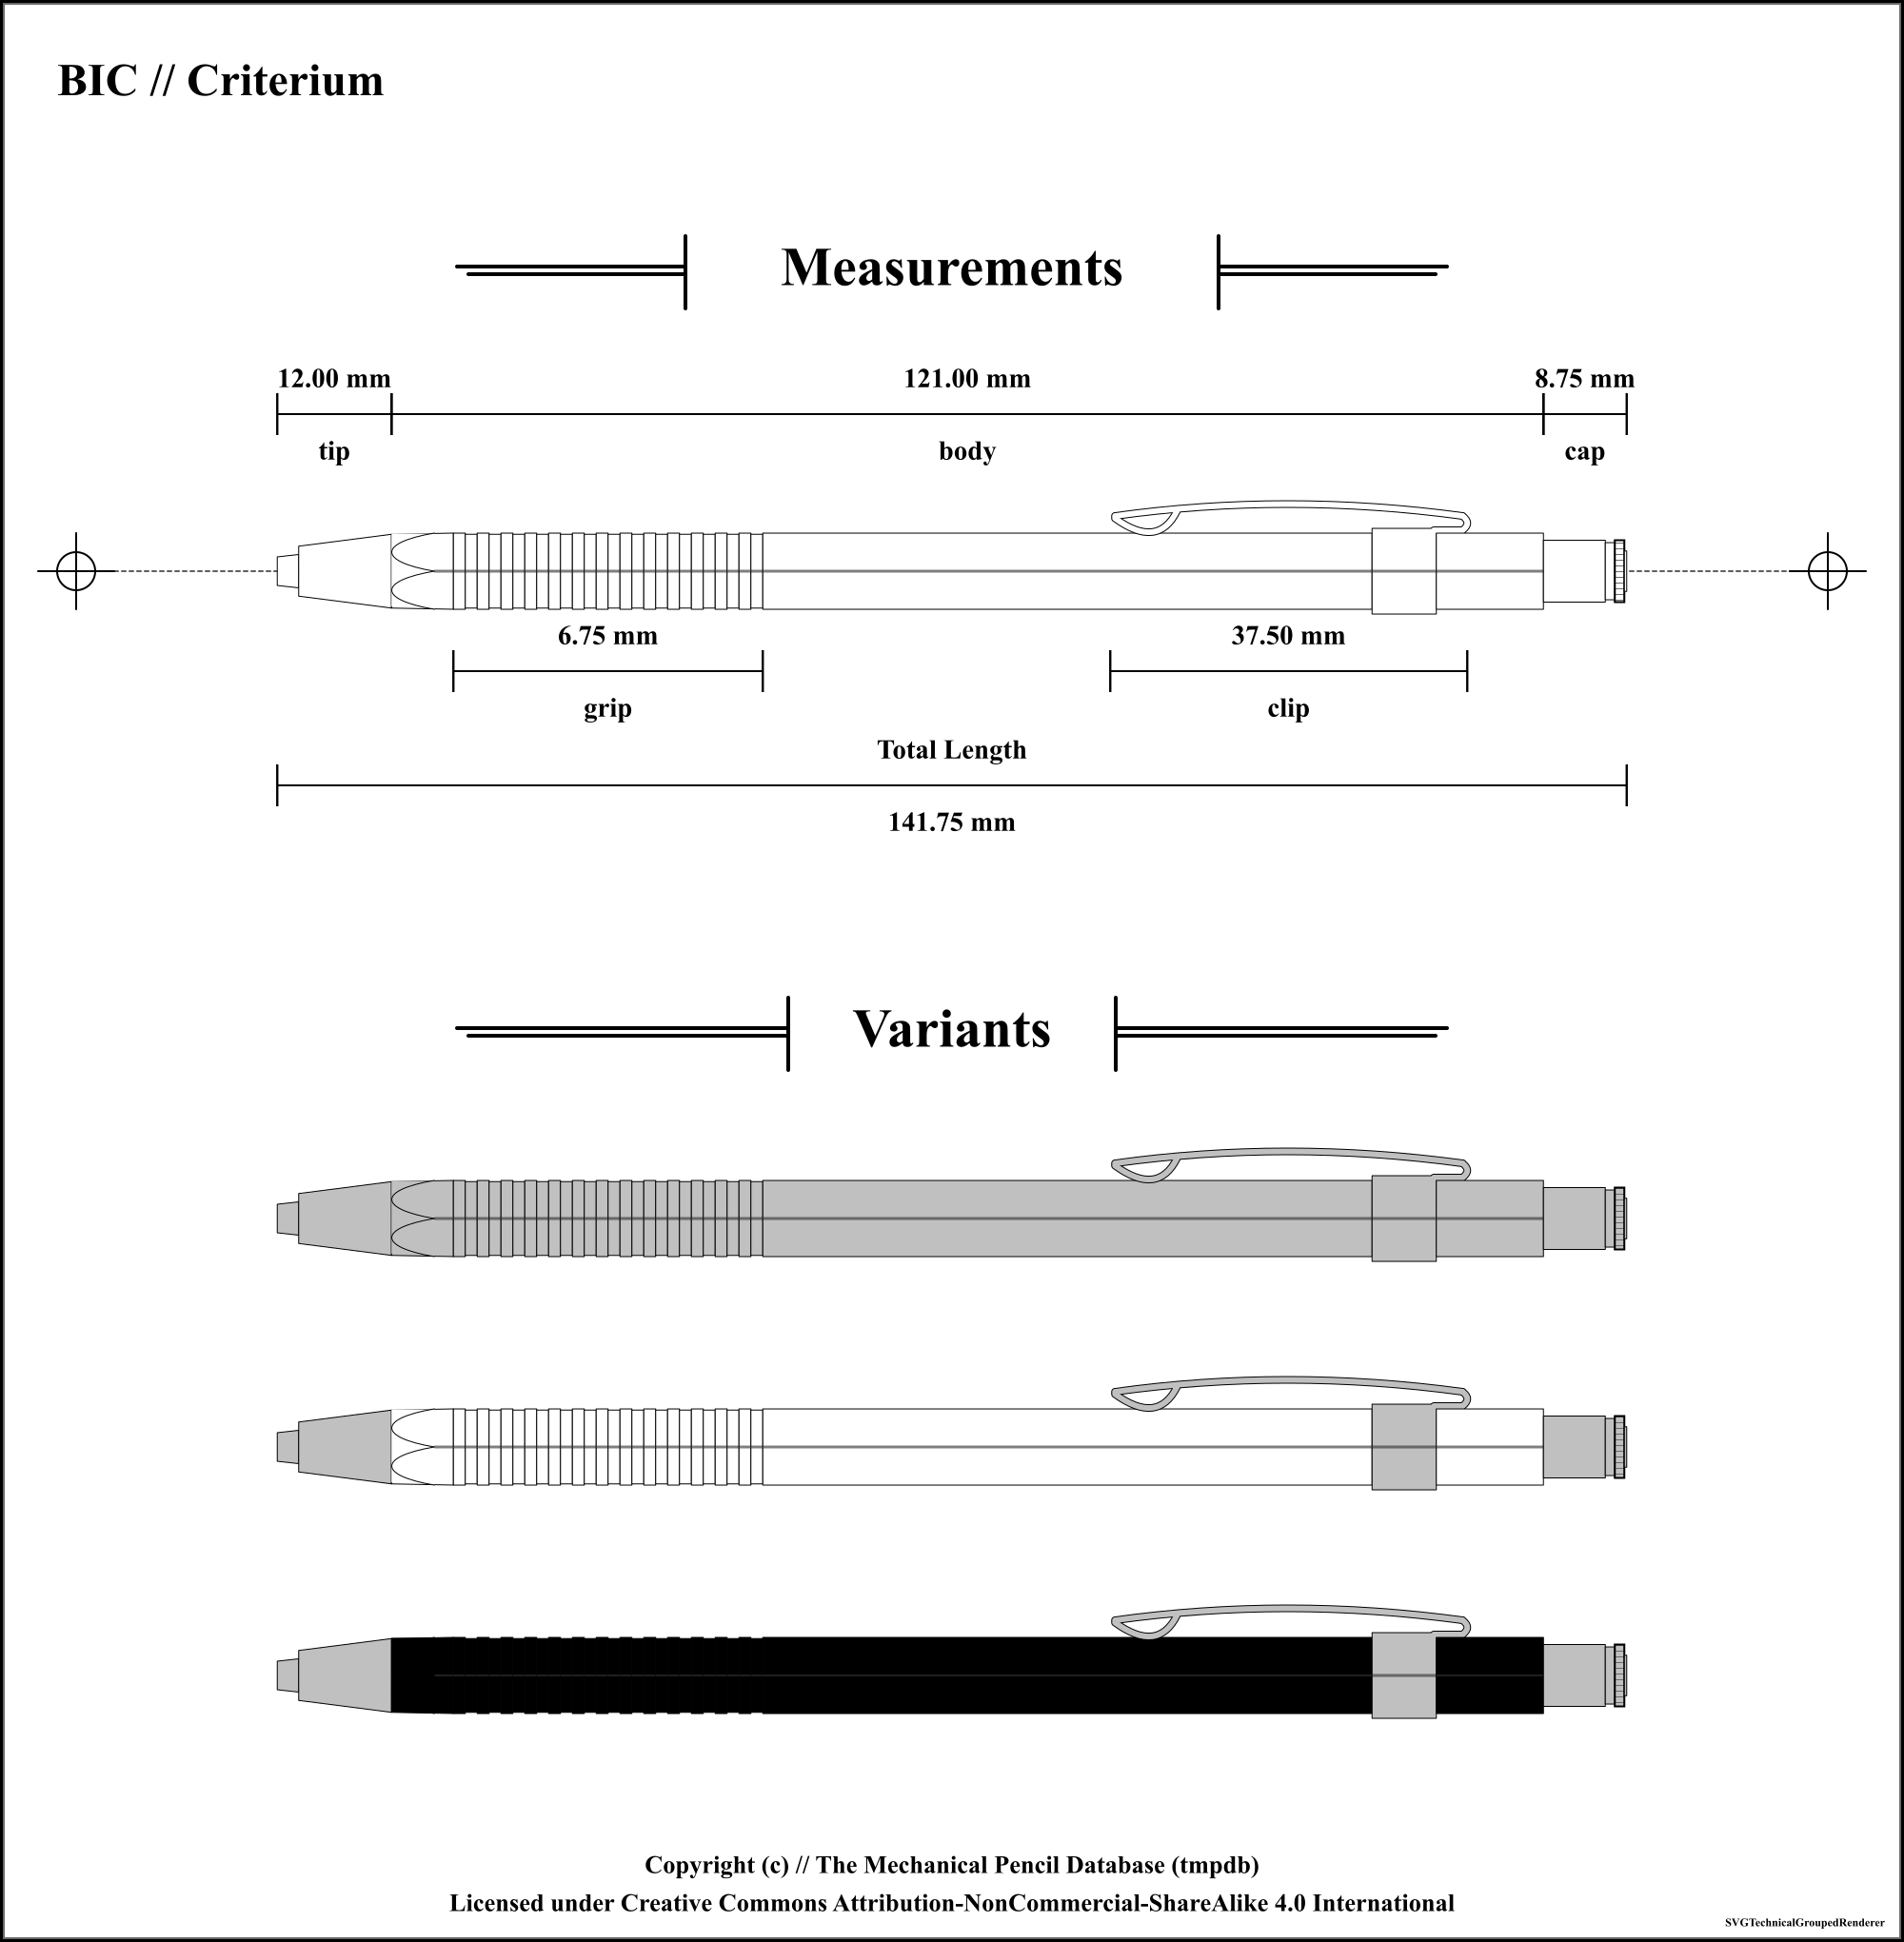 BIC // Criterium
Measurements
12.00 mm
121.00 mm
8.75 mm
tip
body
cap
6.75 mm
37.50 mm
grip
clip
Total Length
141.75 mm
Variants
Copyright (c) // The Mechanical Pencil Database (tmpdb)
Licensed under Creative Commons Attribution-NonCommercial-ShareAlike 4.0 International
SVGTechnicalGroupedRenderer